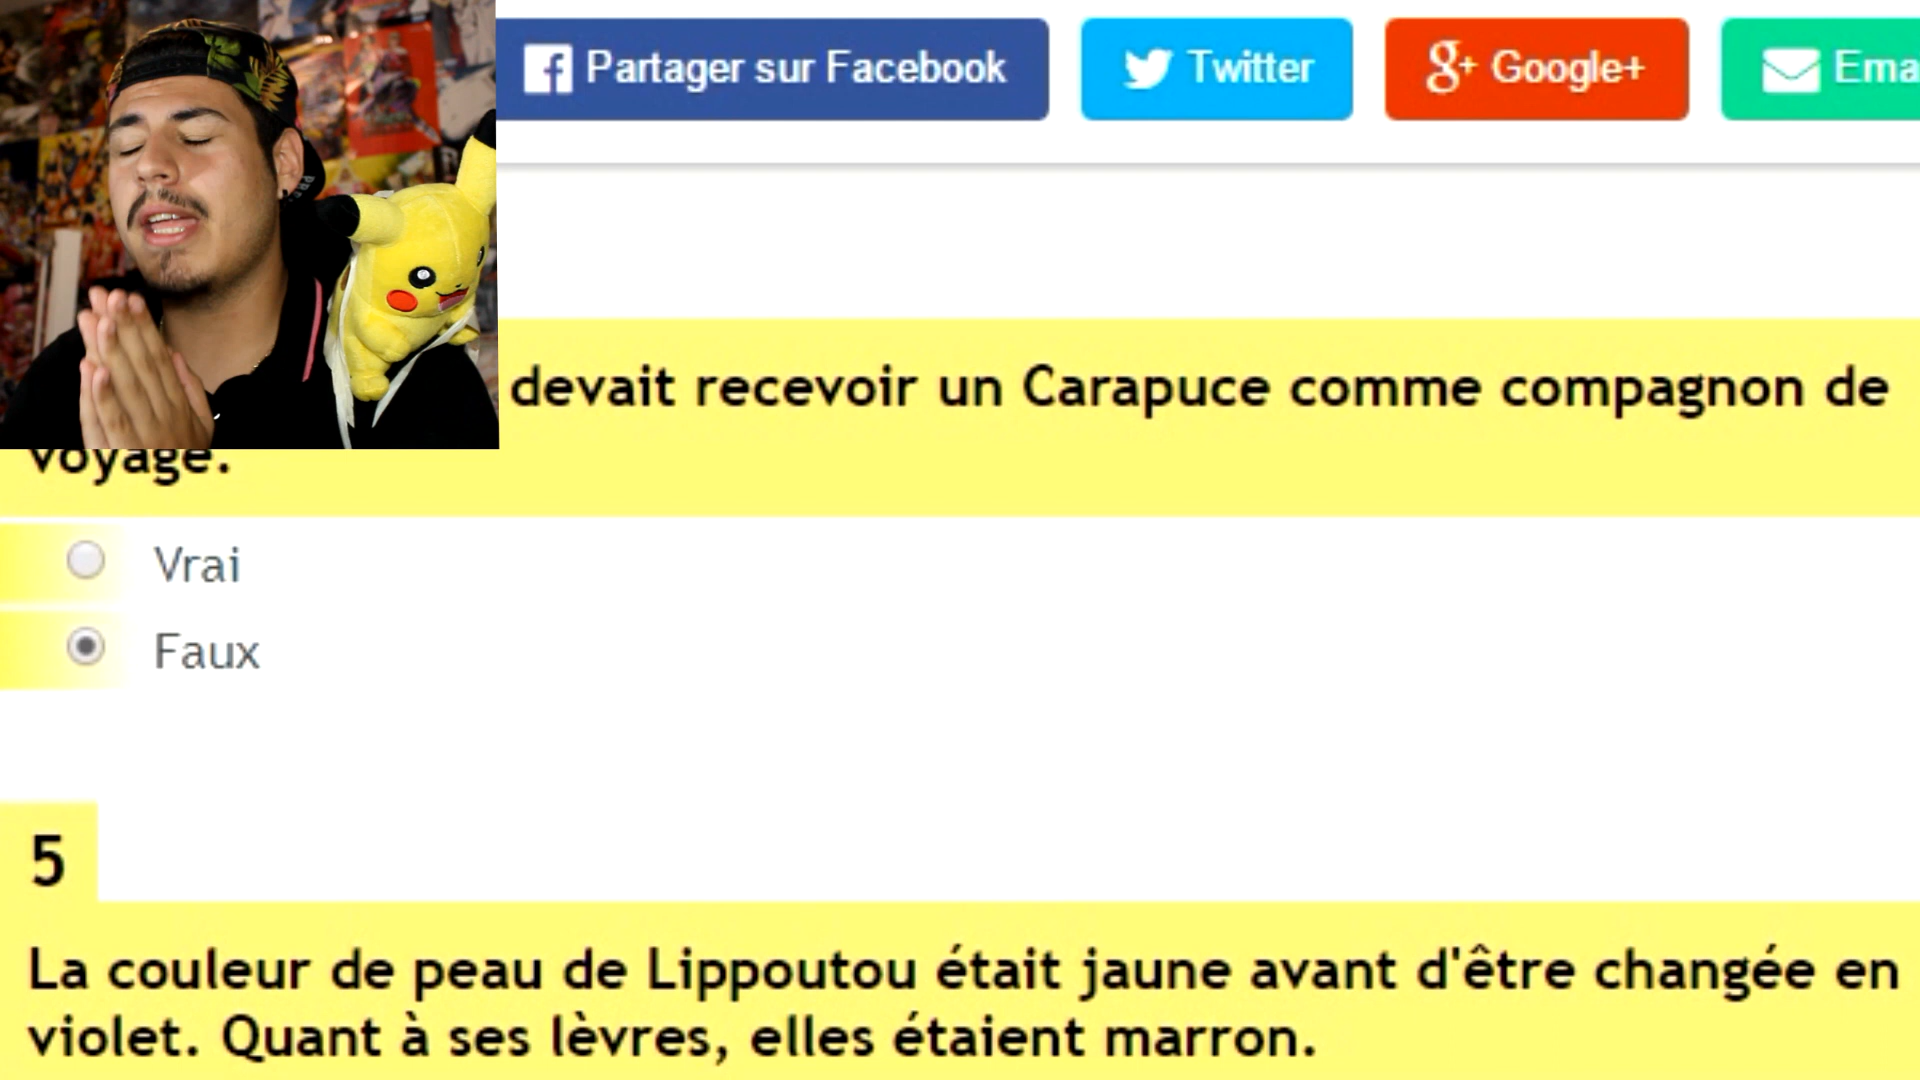 Partager sur Facebook
Twitter
g+ Google+
devait recevoir un Carapuce comme compagnon de
voyage.
Vrai
Faux
5
La couleur de peau de Lippoutou était jaune avant d'être changée en
violet. Quant à ses lèvres, elles étaient marron.